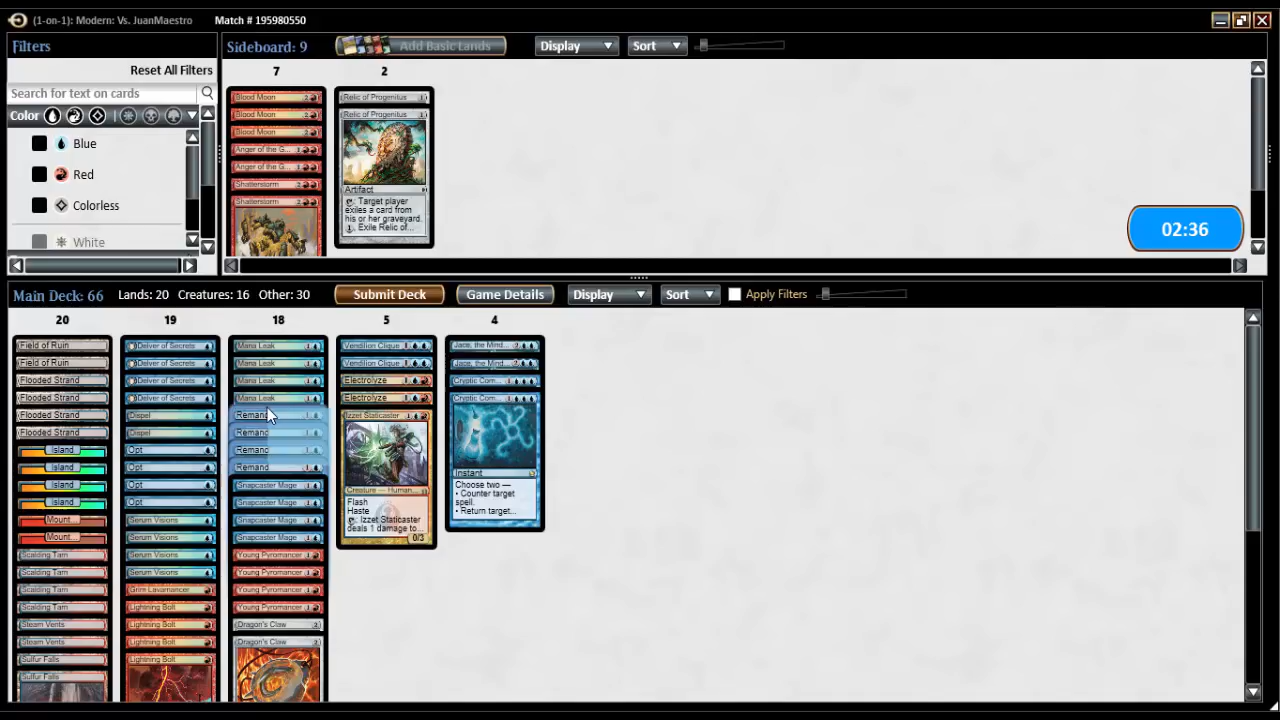 (1-on-1): Modern: Vs. JuanMaestro Match # 195980550
Filters
Reset All Filters
Search for text on cards
Color
Blue
Red
Colorless
White
Sideboard: 9
Add Basic Lands
Display
Sort
7
2
Blood Moon
Blood Moon
Blood Moon
Anger of the G...
Anger of the G...
Shatterstorm
Shatterstorm
Relic of Progenitus
Relic of Progenitus
Artifact
: Target player
exiles a card from
his or her graveyard.
, Exile Relic of...
02:36
Main Deck: 66 Lands: 20 Creatures: 16 Other: 30
Submit Deck
Game Details
Display
Sort
Apply Filters
20
19
18
5
4
Field of Ruin
Field of Ruin
Flooded Strand
Flooded Strand
Flooded Strand
Flooded Strand
Island
Island
Island
Island
Mount...
Mount...
Scalding Tarn
Scalding Tarn
Scalding Tarn
Scalding Tarn
Steam Vents
Steam Vents
Sulfur Falls
Sulfur Falls
Delver of Secrets
Delver of Secrets
Delver of Secrets
Delver of Secrets
Dispel
Dispel
Opt
Opt
Opt
Opt
Serum Visions
Serum Visions
Serum Visions
Serum Visions
Grim Lavamancer
Lightning Bolt
Lightning Bolt
Lightning Bolt
Lightning Bolt
Mana Leak
Mana Leak
Mana Leak
Mana Leak
Remand
Remand
Remand
Remand
Snapcaster Mage
Snapcaster Mage
Snapcaster Mage
Snapcaster Mage
Young Pyromancer
Young Pyromancer
Young Pyromancer
Young Pyromancer
Dragon's Claw
Dragon's Claw
Vendilion Clique
Vendilion Clique
Electrolyze
Electrolyze
Izzet Staticaster
Creature — Human...
Flash
Haste
: Izzet Staticaster
deals 1 damage to...
0/3
Jace, the Mind...
Jace, the Mind...
Cryptic Com...
Cryptic Com...
Instant
Choose two —
• Counter target
spell.
• Return target...